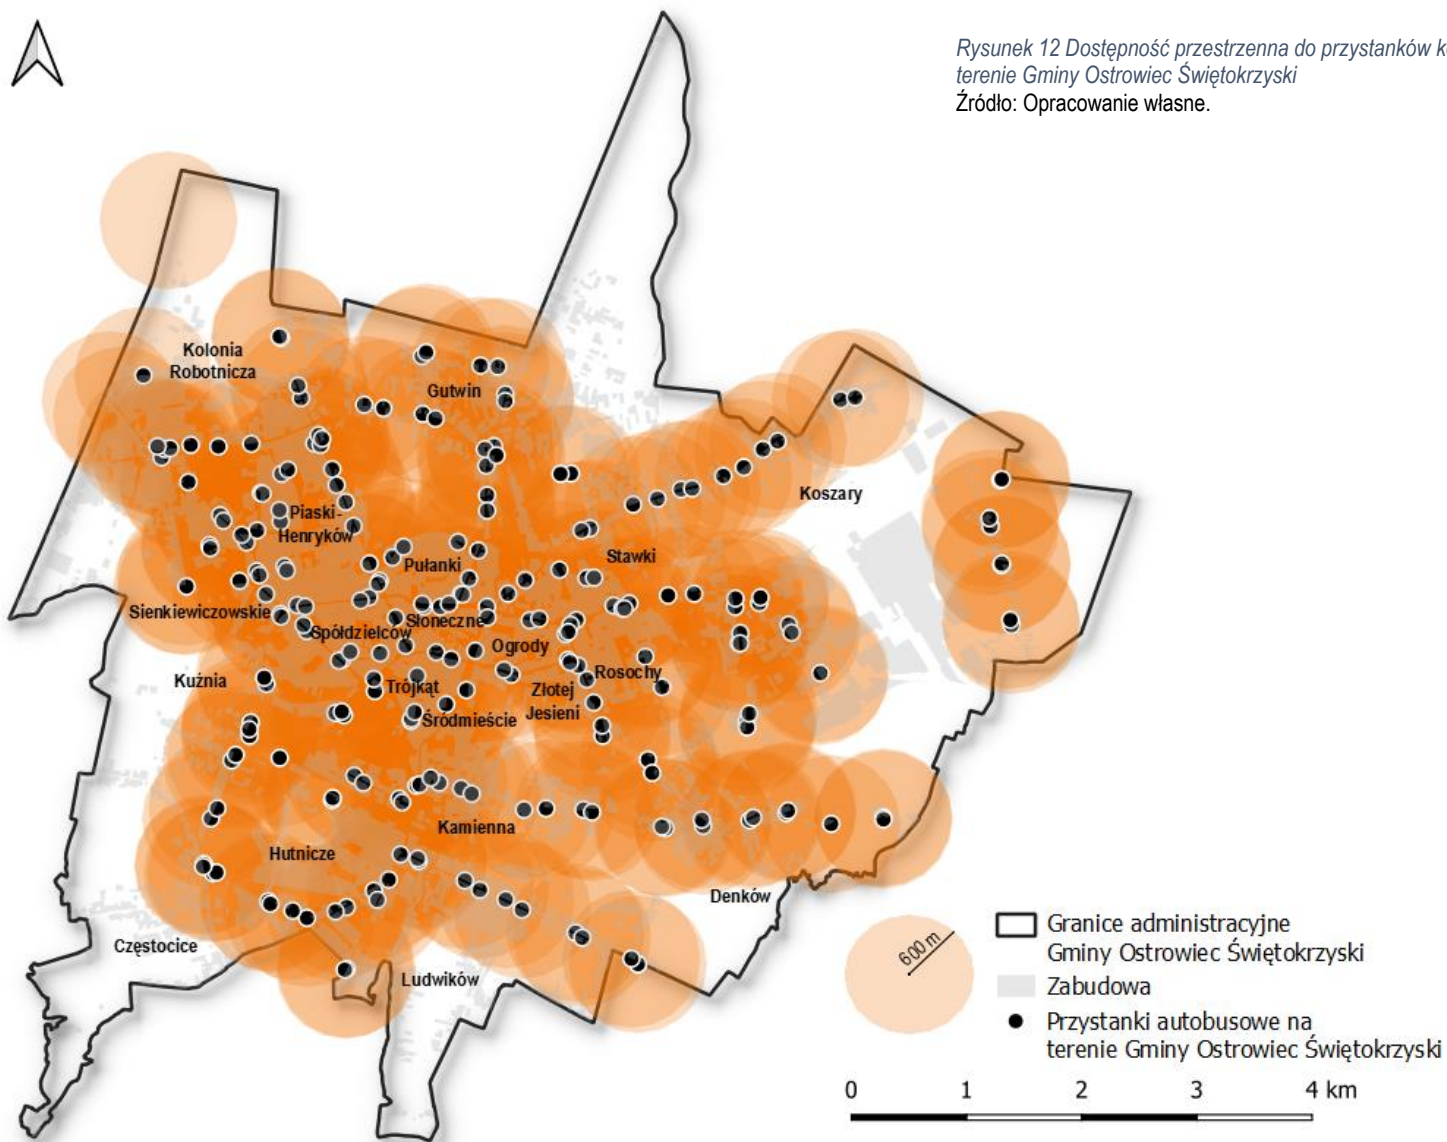 Rysunek 12 Dostępność przestrzenna do przystanków
terenie Gminy Ostrowiec Świętokrzyski
Źródło: Opracowanie własne.
Kolonia
Robotnicza
Gutwin
Koszary
Piaski-
Henryków
Pułanki
Stawki
Sienkiewiczowskie
Słoneczne
Spółdzielców
Ogrody
Kuźnia
Trójkąt
Rosochy
Złotej
Jesieni
Śródmieście
Kamienna
Hutnicze
Denków
Częstocice
Ludwików
600 m
Granice administracyjne
Gminy Ostrowiec Świętokrzyski
Zabudowa
Przystanki autobusowe na
terenie Gminy Ostrowiec Świętokrzyski
0 1 2 3 4 km